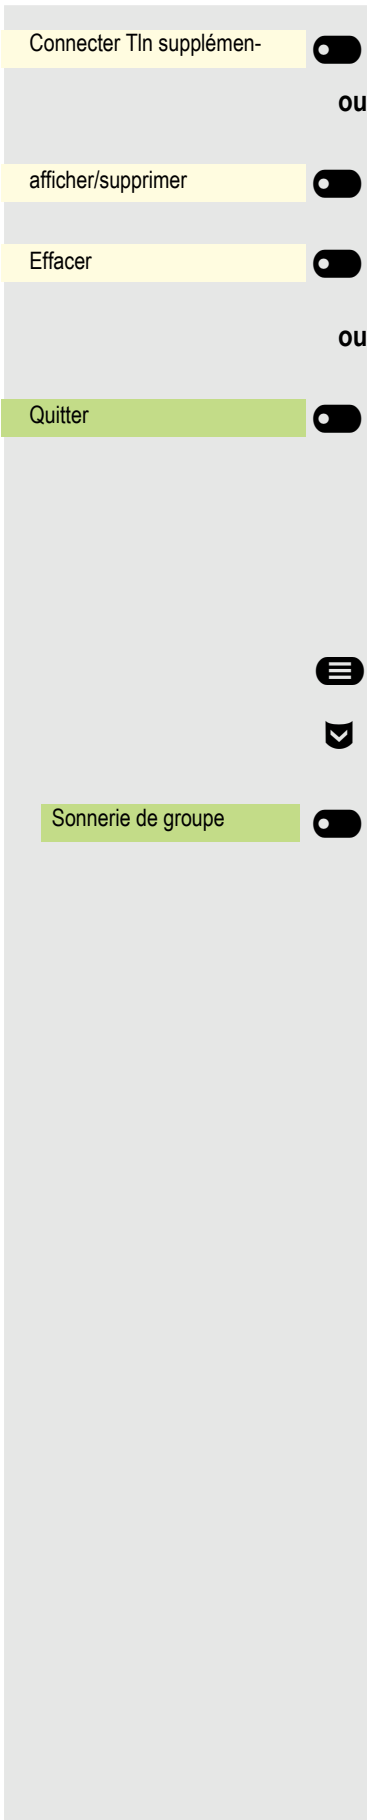 Connecter Tln supplémen-
ou
afficher/supprimer
Effacer
ou
Quitter
Sonnerie de groupe